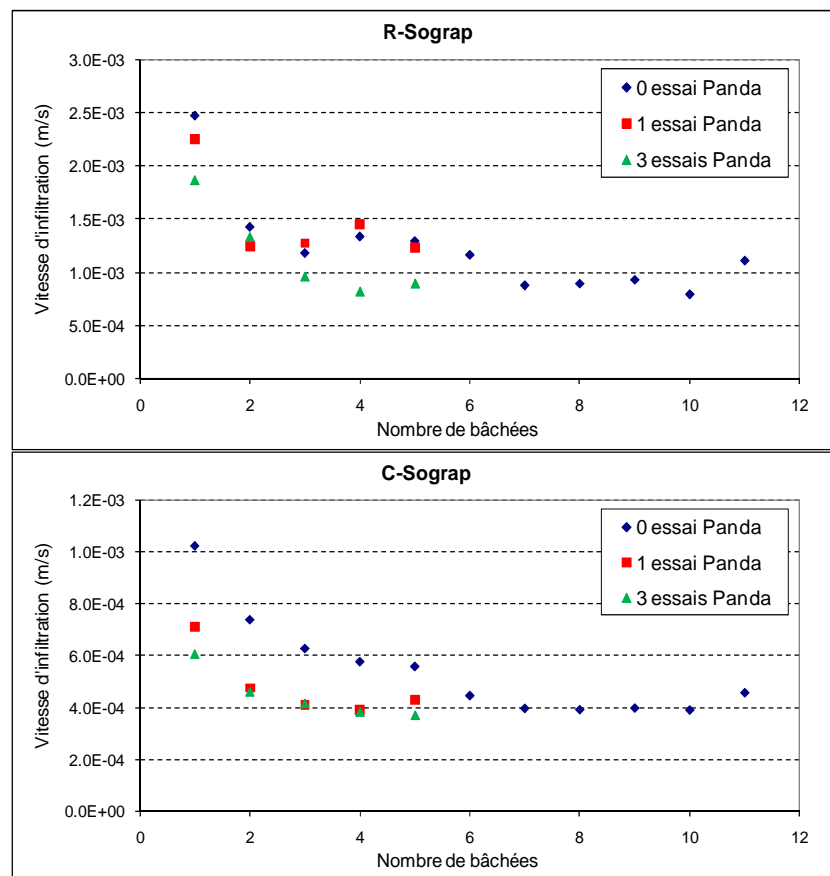 R-Sograp
3.0E-03
2.5E-03
2.0E-03
1.5E-03
1.0E-03
5.0E-04
0.0E+00
Vitesse d'infiltration (m/s)
0 essai Panda
1 essai Panda
3 essais Panda
0 2 4 6 8 10 12
Nombre de bâchées
C-Sograp
1.2E-03
1.0E-03
8.0E-04
6.0E-04
4.0E-04
2.0E-04
0.0E+00
Vitesse d'infiltration (m/s)
0 essai Panda
1 essai Panda
3 essais Panda
0 2 4 6 8 10 12
Nombre de bâchées